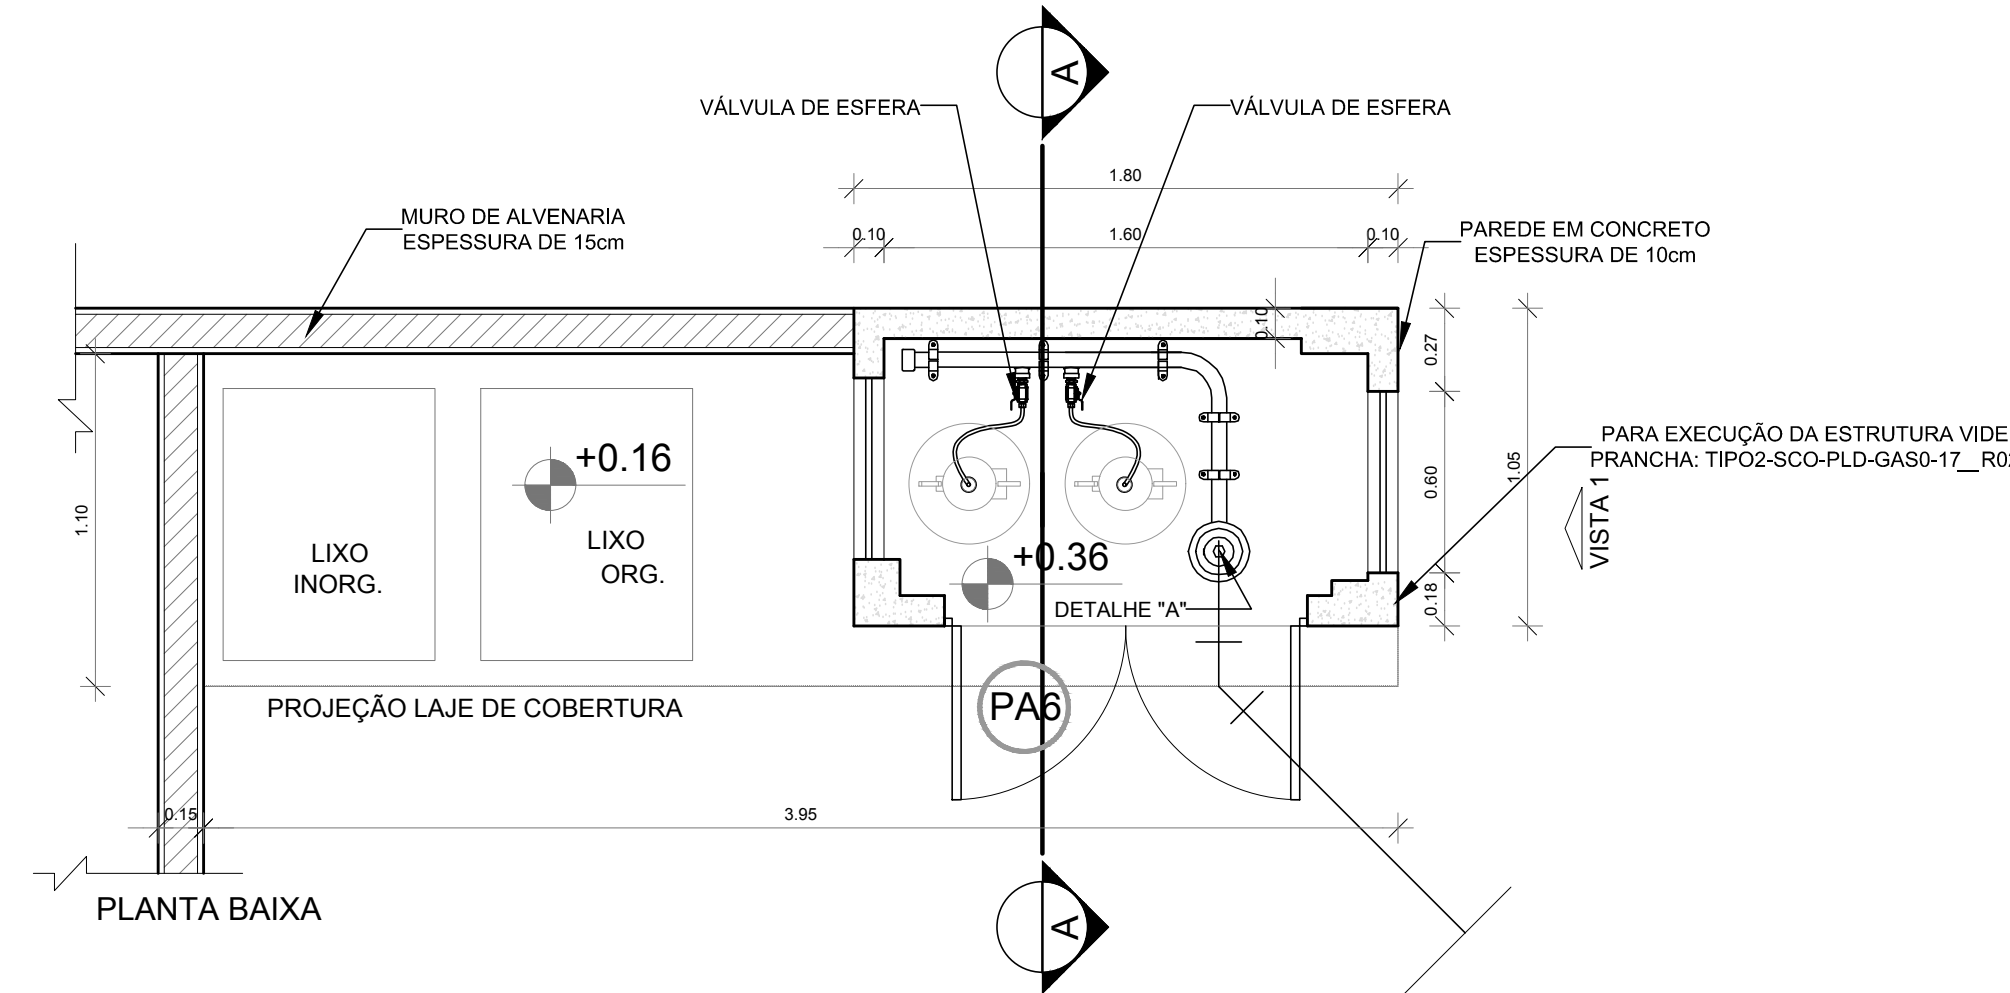 A
VÁLVULA DE ESFERA
VÁLVULA DE ESFERA
1.80
MURO DE ALVENARIA
ESPESSURA DE 15cm
0.10
1.60
0.10
PAREDE EM CONCRETO
ESPESSURA DE 10cm
0.10
0.27
PARA EXECUÇÃO DA ESTRUTURA VIDE
PRANCHA: TIPO2-SCO-PLD-GAS0-17_R02
+0.16
1.05
0.60
1.10
VISTA 1
LIXO
INORG.
LIXO
ORG.
+0.36
DETALHE "A"
0.18
PROJEÇÃO LAJE DE COBERTURA
PA6
0.15
3.95
PLANTA BAIXA
A